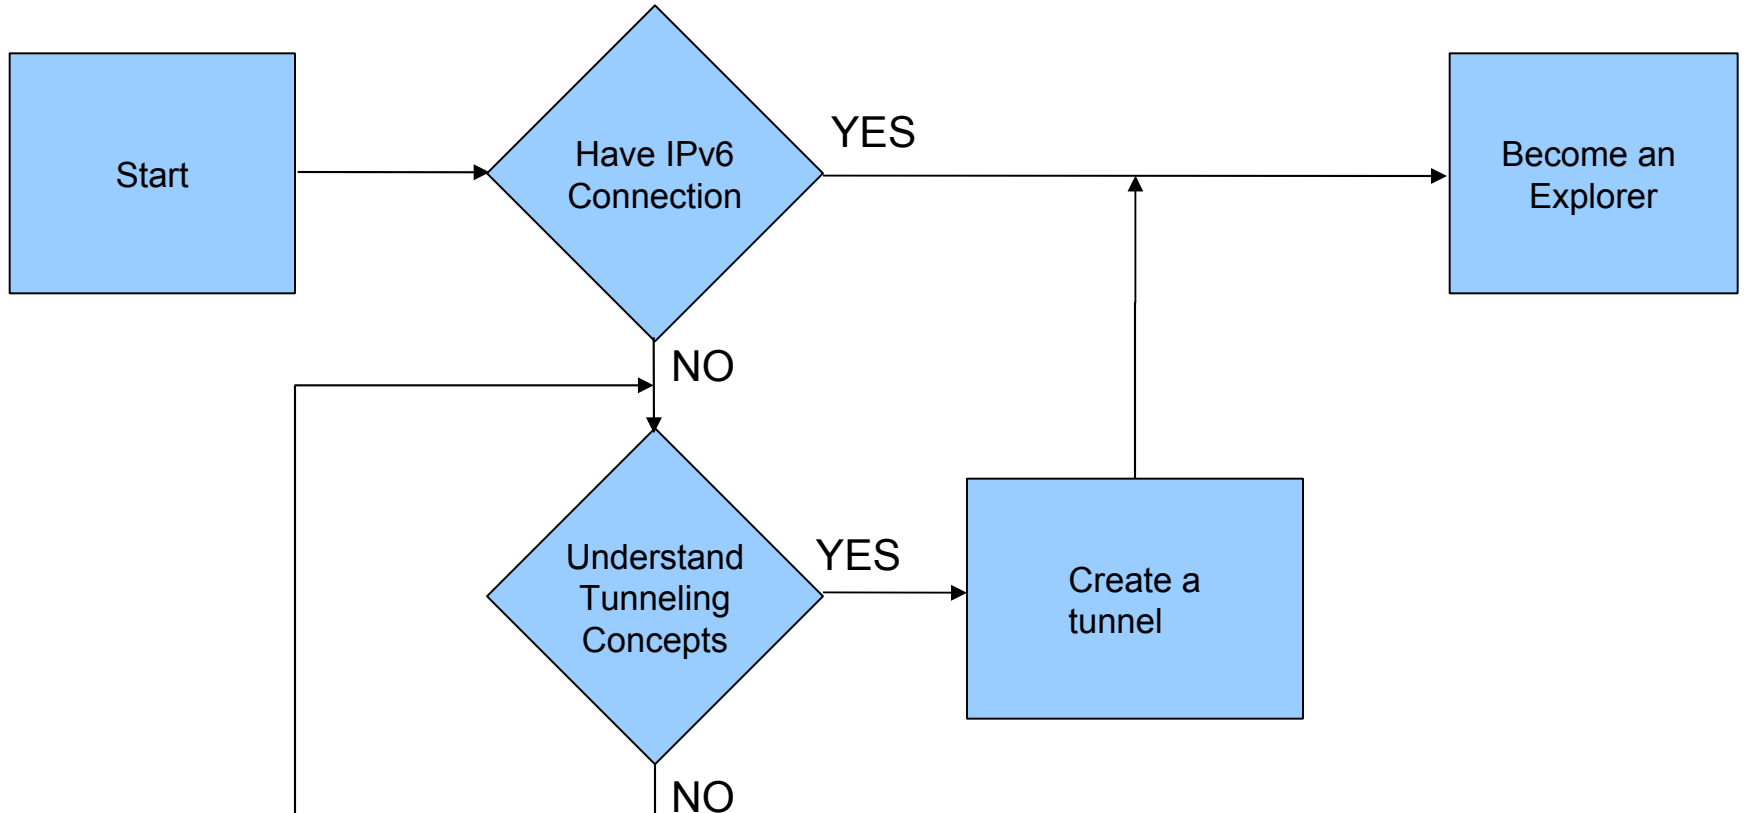 Start
Have IPv6
Connection
YES
Become an
Explorer
NO
Understand
Tunneling
Concepts
YES
Create a
tunnel
NO